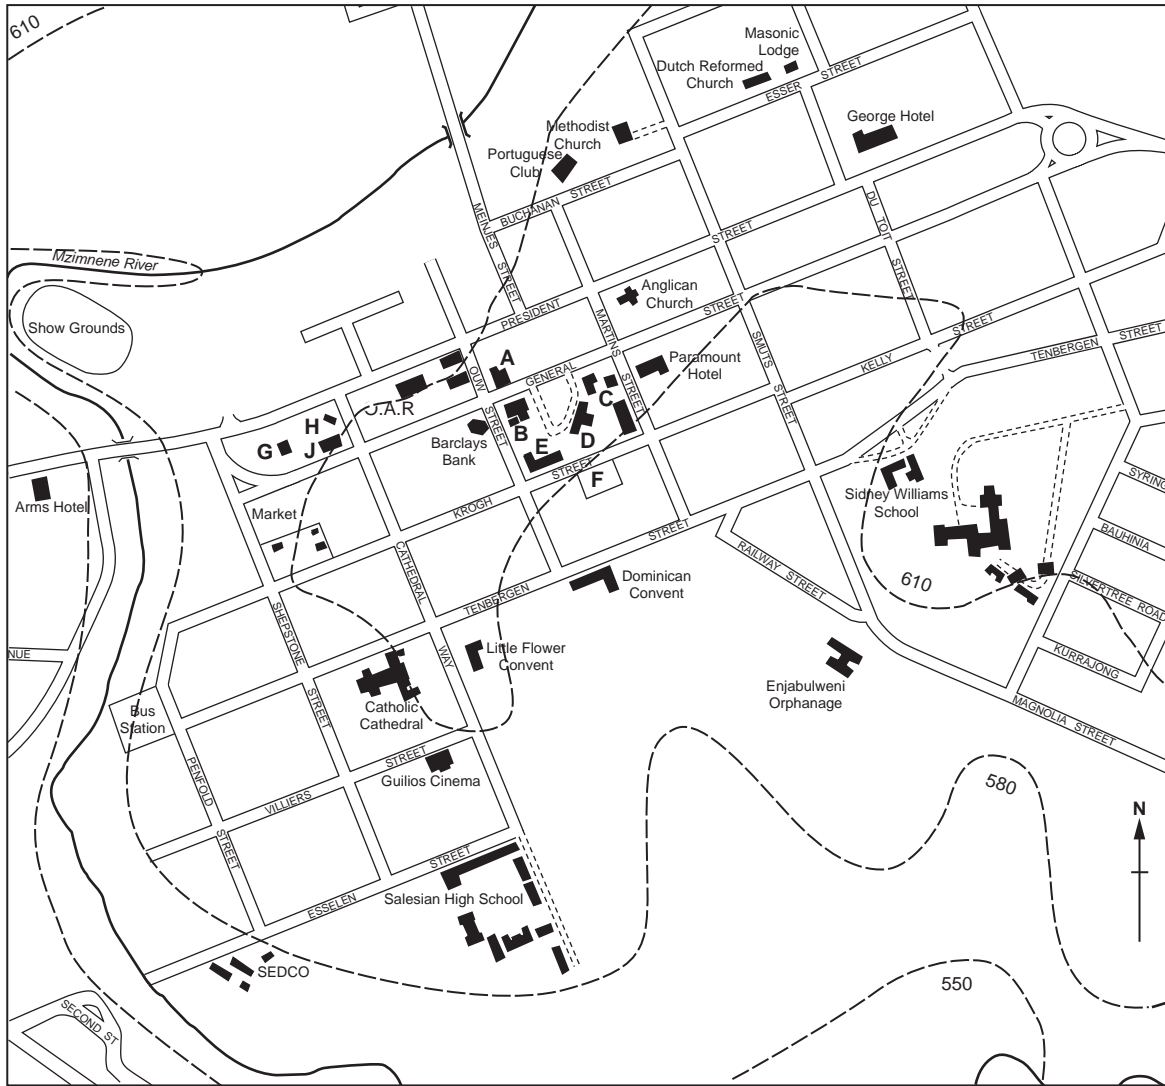 610
Masonic
Lodge
Dutch Reformed
Church
ESSER STREET
George Hotel
Methodist
Church
Portuguese
Club
BUCHANAN STREET
MEINJES STREET
DU TOIT STREET
Mzimnene River
Show Grounds
PRESIDENT STREET
Anglican
Church
MARTINS STREET
GENERAL STREET
SMUTS STREET
KELLY STREET
TENBERGEN STREET
Paramount
Hotel
OUW STREET
A
C
B
D
E
F
G
H
J
Barclays
Bank
KROGH STREET
Arms Hotel
Market
Sidney Williams
School
SYRING
BAUHINIA
SILVERTREE ROAD
KURRAJONG
MAGNOLIA STREET
RAILWAY STREET
610
CATHEDRAL WAY
TENBERGEN STREET
Dominican
Convent
SHEPSTONE STREET
Little Flower
Convent
Enjabulweni
Orphanage
NUE
Catholic
Cathedral
Bus
Station
PENFOLD STREET
VILLIERS STREET
Guilios Cinema
580
N
ESSELEN STREET
Salesian High School
SEDCO
550
SECOND ST